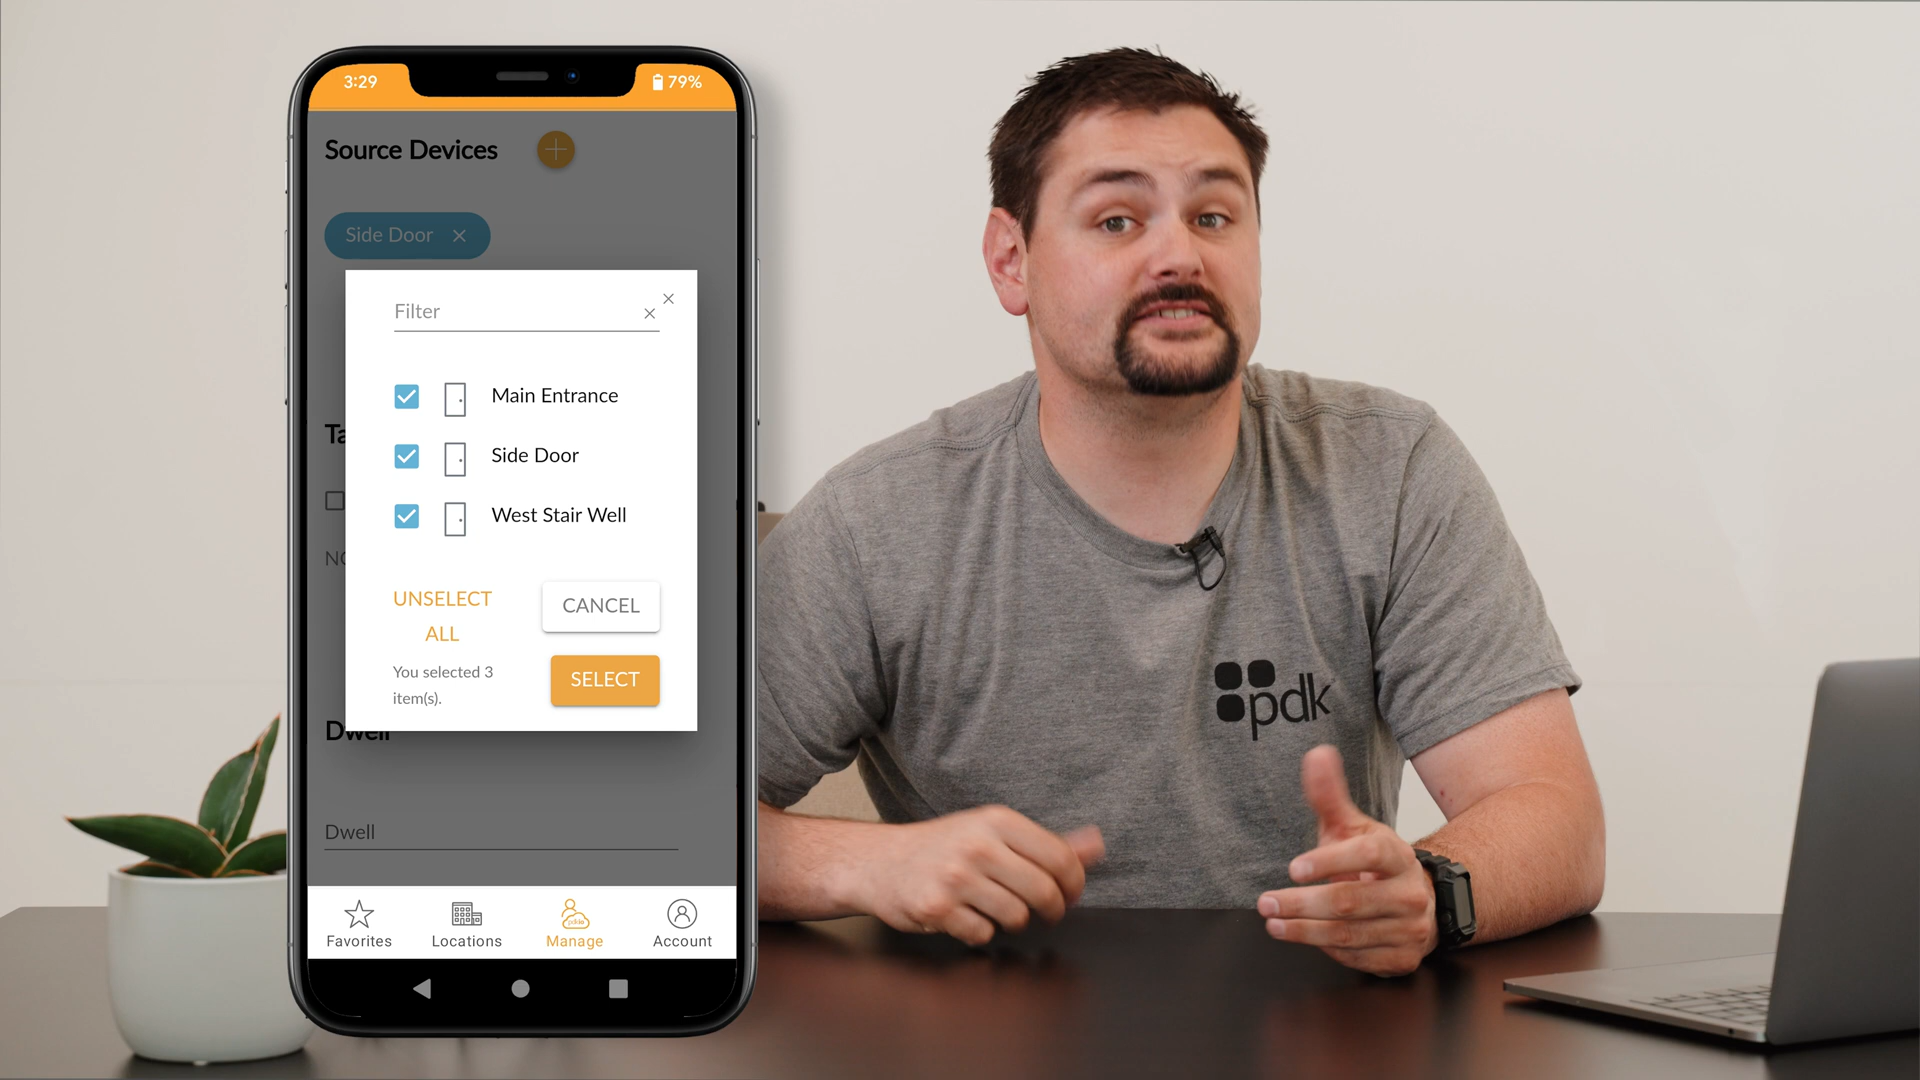 3:29
79%
Source Devices
Side Door
Filter
Main Entrance
Side Door
West Stair Well
UNSELECT
ALL
CANCEL
You selected 3
item(s).
SELECT
Dwell
Dwell
Favorites
Locations
Manage
Account
pdk